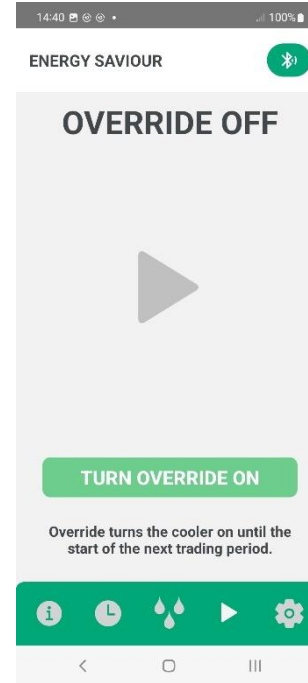 14:40
100%
ENERGY SAVIOUR
OVERRIDE OFF
TURN OVERRIDE ON
Override turns the cooler on until the
start of the next trading period.